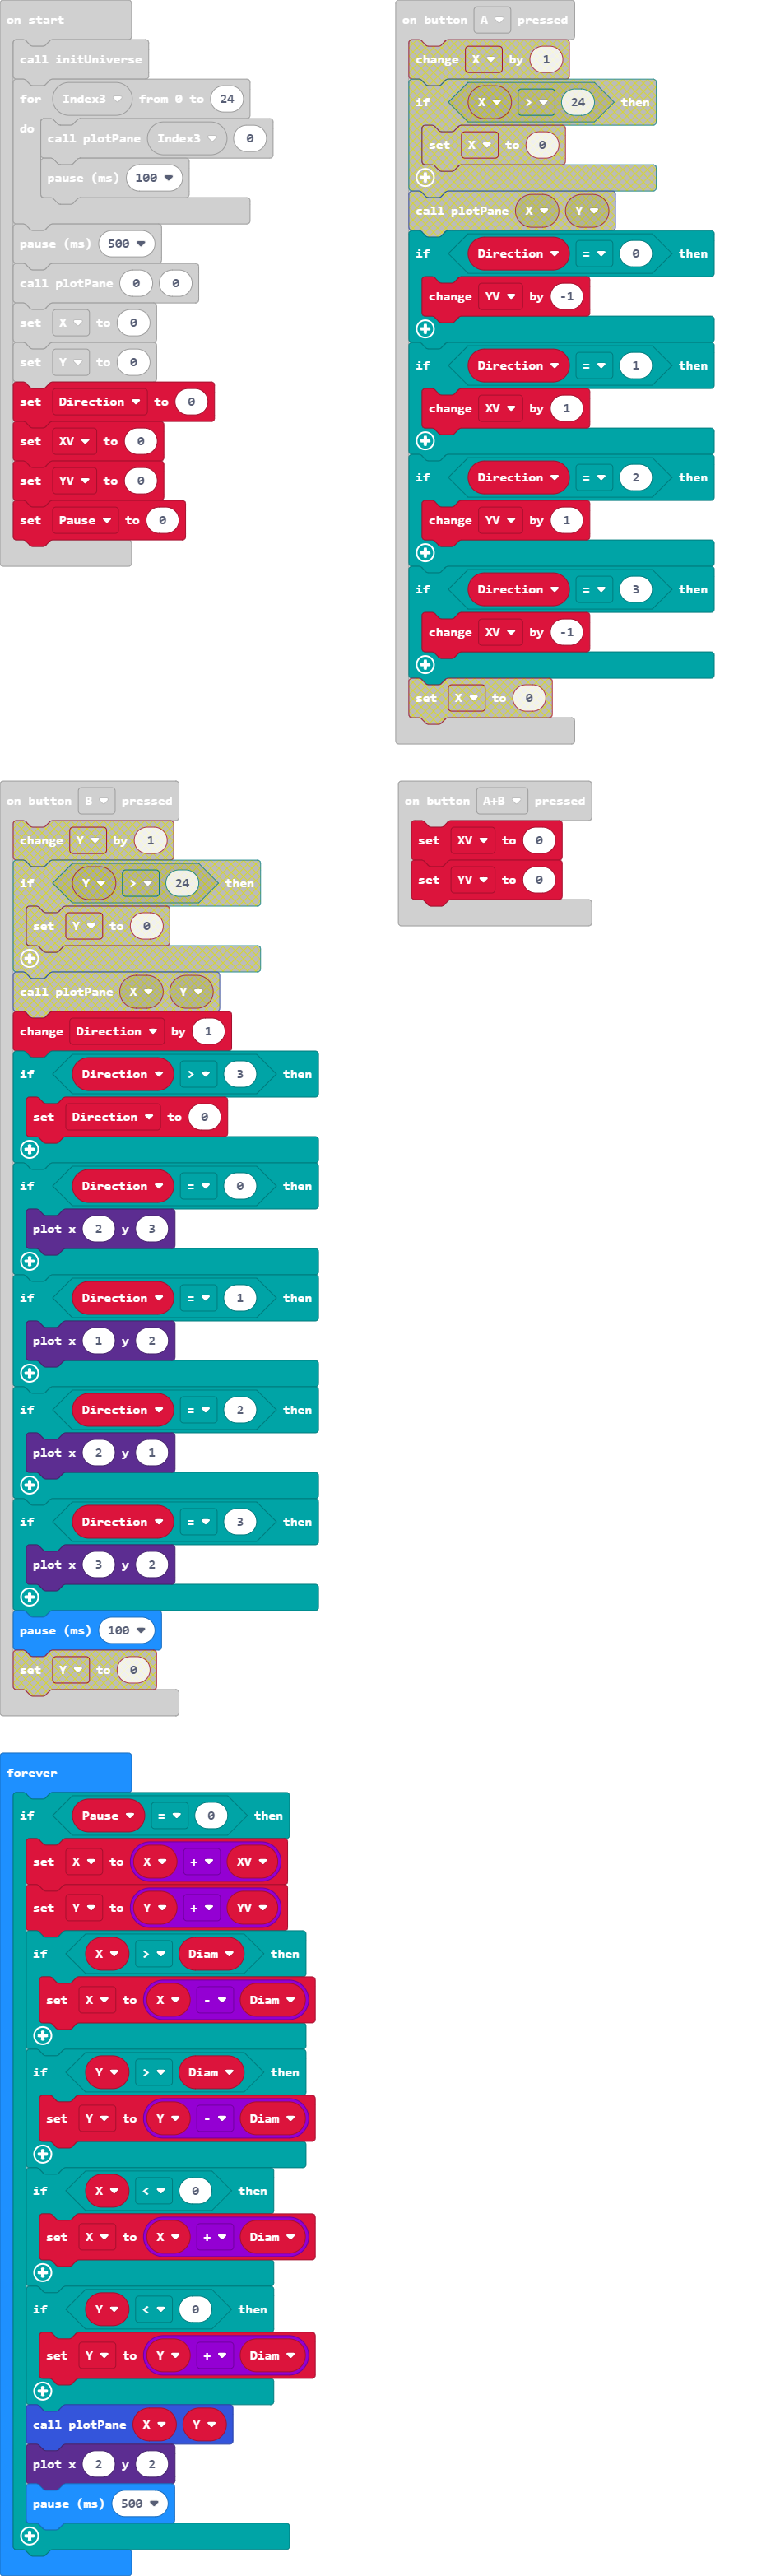 on start
call initUniverse
for Index3 from 0 to 24
do call plotPane Index3 0
pause (ms) 100
pause (ms) 500
call plotPane 0 0
set X to 0
set Y to 0
set Direction to 0
set XV to 0
set YV to 0
set Pause to 0
on button A pressed
change X by 1
if X > 24 then
set X to 0
call plotPane X Y
if Direction = 0 then
change YV by -1
if Direction = 1 then
change XV by 1
if Direction = 2 then
change YV by 1
if Direction = 3 then
change XV by -1
set X to 0
on button B pressed
change Y by 1
if Y > 24 then
set Y to 0
call plotPane X Y
change Direction by 1
if Direction > 3 then
set Direction to 0
if Direction = 0 then
plot x 2 y 3
if Direction = 1 then
plot x 1 y 2
if Direction = 2 then
plot x 2 y 1
if Direction = 3 then
plot x 3 y 2
pause (ms) 100
set Y to 0
on button A+B pressed
set XV to 0
set YV to 0
forever
if Pause = 0 then
set X to X + XV
set Y to Y + YV
if X > Diam then
set X to X - Diam
if Y > Diam then
set Y to Y - Diam
if X < 0 then
set X to X + Diam
if Y < 0 then
set Y to Y + Diam
call plotPane X Y
plot x 2 y 2
pause (ms) 500